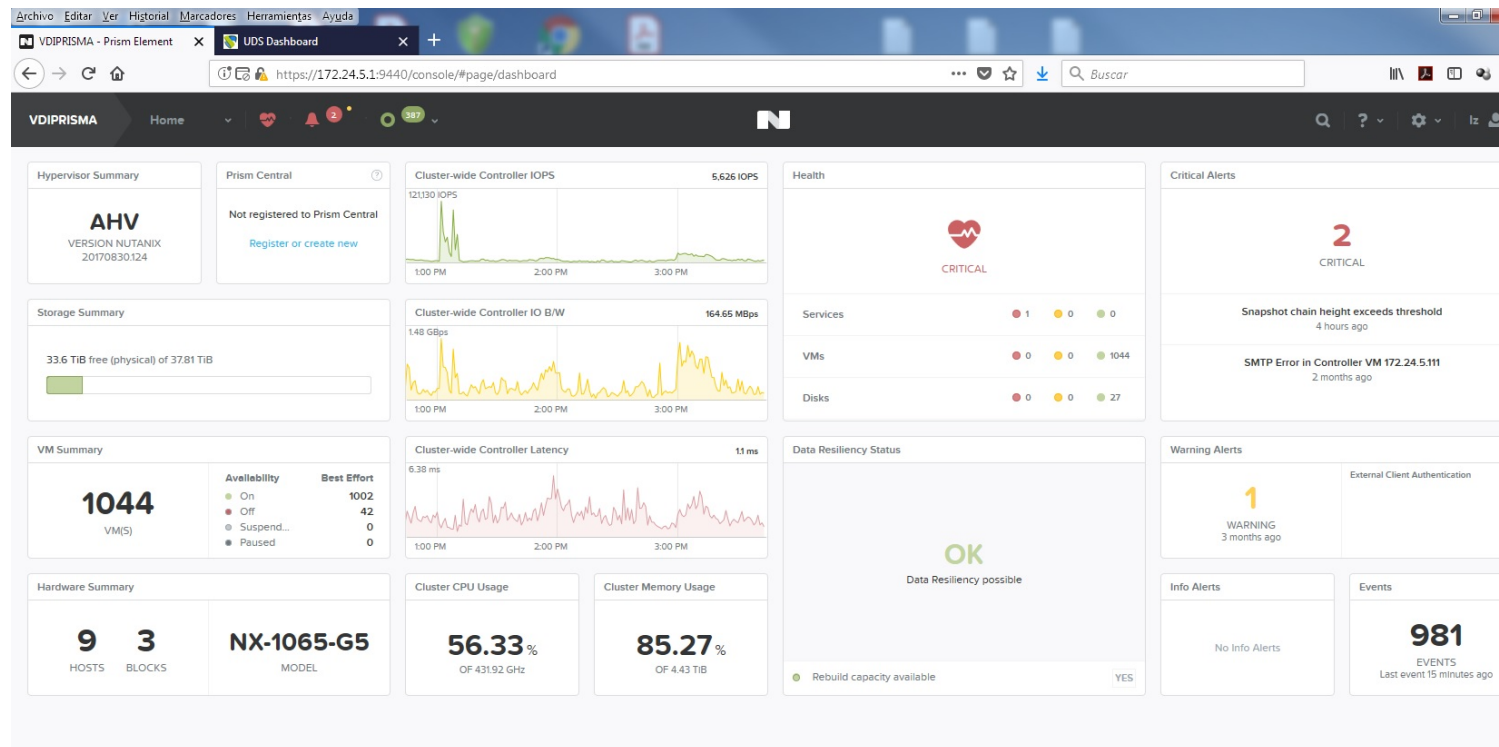 Archivo Editar Ver Historial Marcadores Herramientas Ayuda
VDIPRISMA - Prism Element
UDS Dashboard
https://172.24.5.1:9440/console/#page/dashboard
Buscar
VDIPRISMA
Home
2
387
?
Iz
Hypervisor Summary
AHV
VERSION NUTANIX
20170830.124
Prism Central
?
Not registered to Prism Central
Register or create new
Cluster-wide Controller IOPS
5,626 IOPS
121,130 IOPS
1:00 PM 2:00 PM 3:00 PM
Health
CRITICAL
Services 1 0 0
VMs 0 0 1044
Disks 0 0 27
Critical Alerts
2
CRITICAL
Snapshot chain height exceeds threshold
4 hours ago
SMTP Error in Controller VM 172.24.5.111
2 months ago
Storage Summary
33.6 TiB free (physical) of 37.81 TiB
Cluster-wide Controller IO B/W
164.65 MBps
1.48 GBps
1:00 PM 2:00 PM 3:00 PM
VM Summary
1044
VM(S)
Availability Best Effort
On 1002
Off 42
Suspend... 0
Paused 0
Cluster-wide Controller Latency
1.1 ms
6.38 ms
1:00 PM 2:00 PM 3:00 PM
Data Resiliency Status
OK
Data Resiliency possible
Rebuild capacity available YES
Warning Alerts
1
WARNING
3 months ago
External Client Authentication
Hardware Summary
9 3
HOSTS BLOCKS
NX-1065-G5
MODEL
Cluster CPU Usage
56.33%
OF 431.92 GHz
Cluster Memory Usage
85.27%
OF 4.43 TiB
Info Alerts
No Info Alerts
Events
981
EVENTS
Last event 15 minutes ago